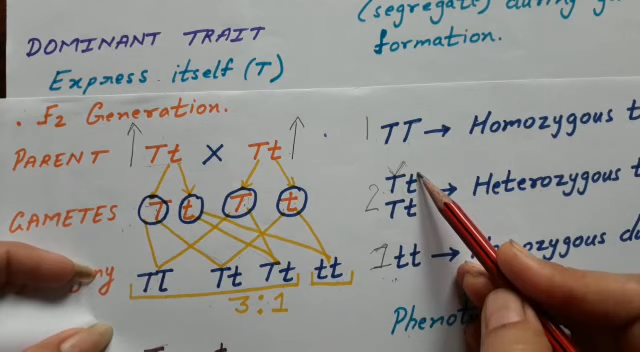 DOMINANT TRAIT
Express itself (T)
(segregate) during
formation.
. F2 Generation.
PARENT Tt X Tt
GAMETES T t T t
TT Tt Tt tt
3:1
1 TT → Homozygous
2 Tt → Heterozygous
Tt
1 tt →